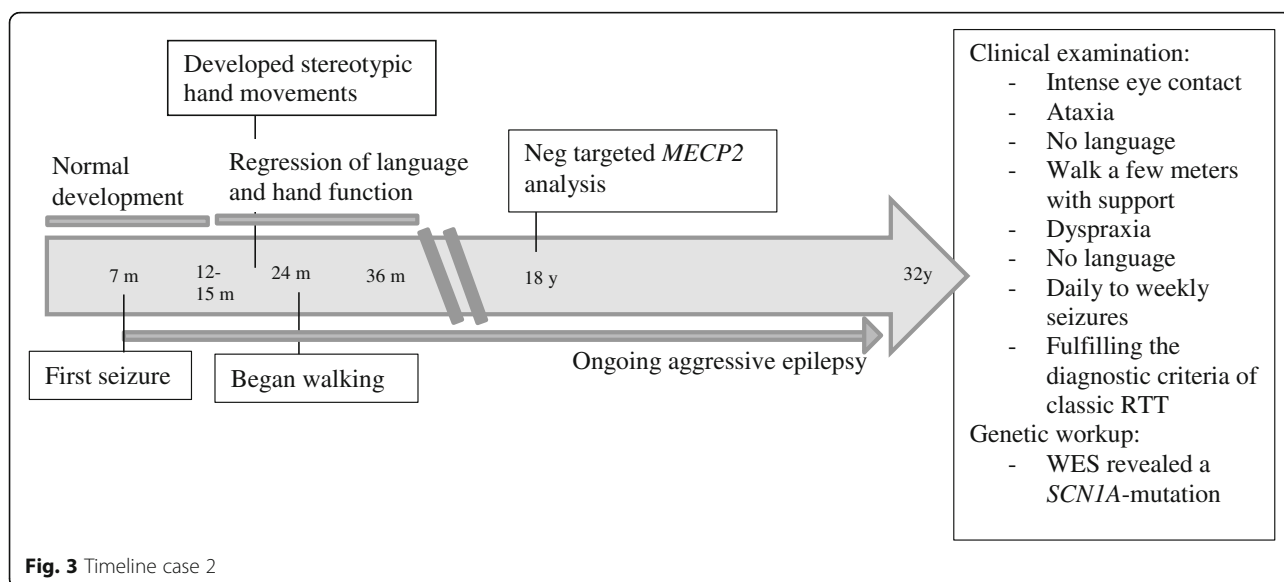 Developed stereotypic
hand movements
Normal
development
Regression of language
and hand function
Neg targeted MECP2
analysis
7 m
12-
15 m
24 m
36 m
18 y
32y
First seizure
Began walking
Ongoing aggressive epilepsy
Clinical examination:
- Intense eye contact
- Ataxia
- No language
- Walk a few meters
with support
- Dyspraxia
- No language
- Daily to weekly
seizures
- Fulfilling the
diagnostic criteria of
classic RTT
Genetic workup:
- WES revealed a
SCN1A-mutation
Fig. 3 Timeline case 2